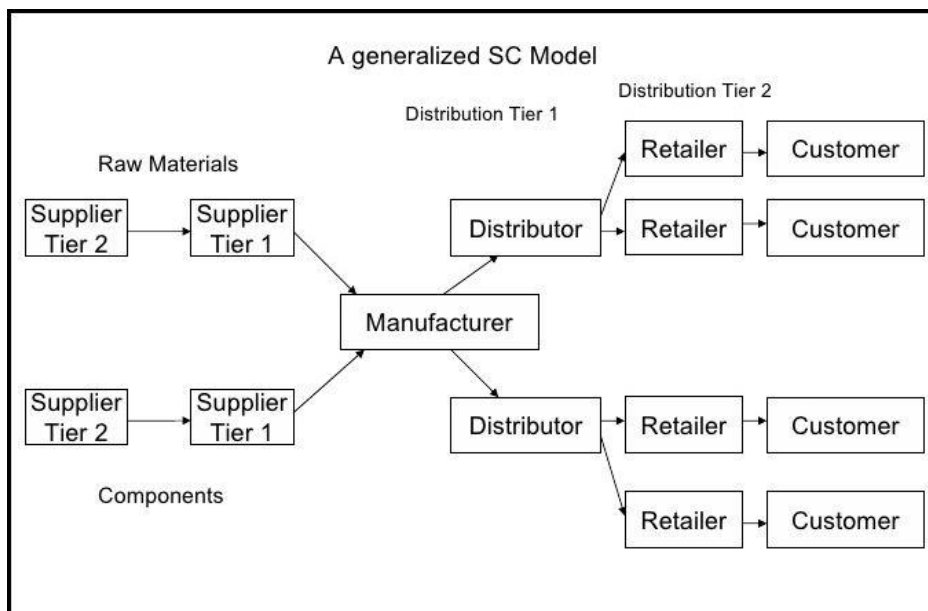 A generalized SC Model
Distribution Tier 2
Distribution Tier 1
Retailer
Customer
Raw Materials
Supplier
Tier 2
Supplier
Tier 1
Distributor
Retailer
Customer
Manufacturer
Supplier
Tier 2
Supplier
Tier 1
Distributor
Retailer
Customer
Components
Retailer
Customer